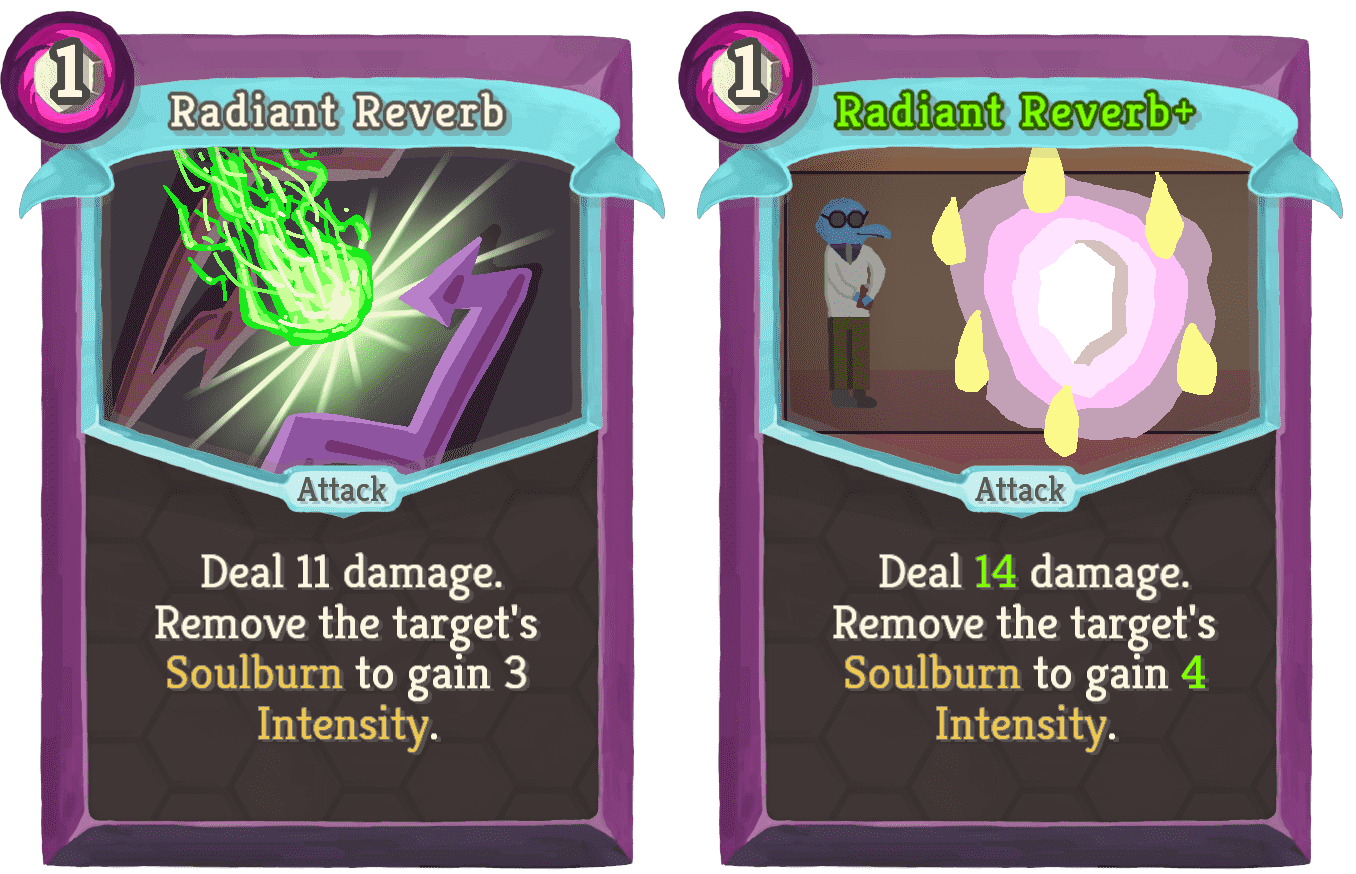 1
Radiant Reverb
Attack
Deal 11 damage.
Remove the target's
Soulburn to gain 3
Intensity.
1
Radiant Reverb+
Attack
Deal 14 damage.
Remove the target's
Soulburn to gain 4
Intensity.